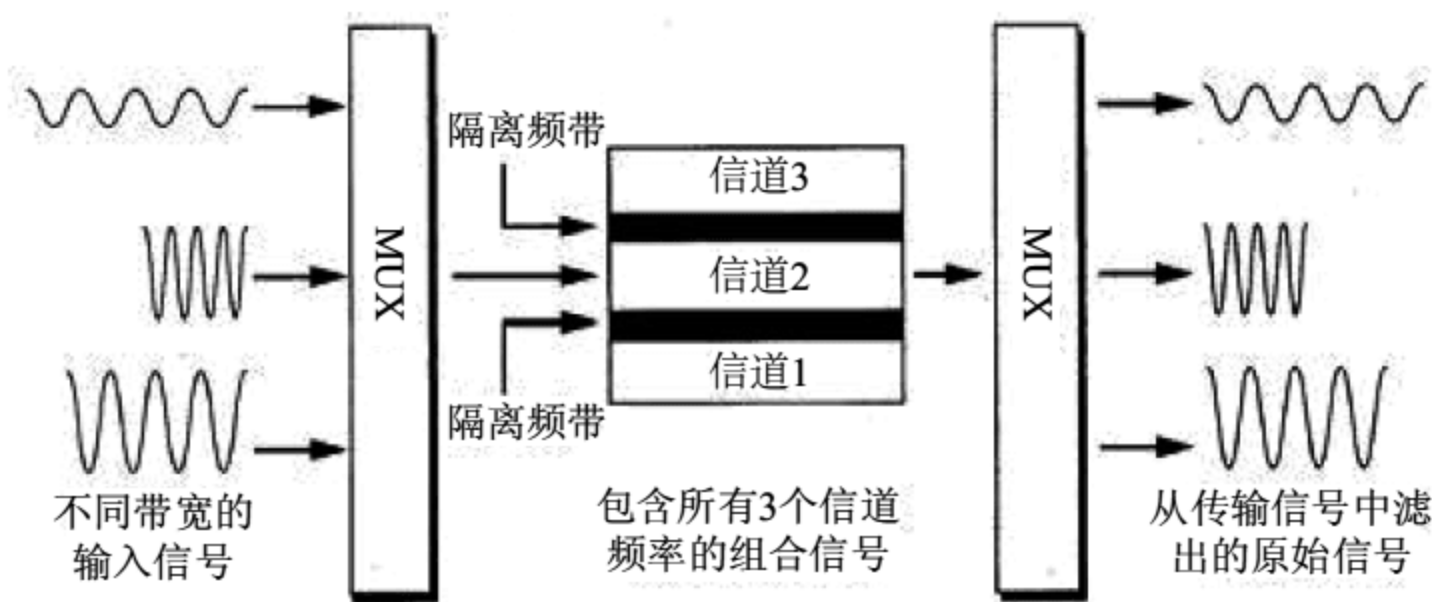 隔离频带
信道3
MUX
信道2
MUX
信道1
隔离频带
不同带宽的
输入信号
包含所有3个信道
频率的组合信号
从传输信号中滤
出的原始信号